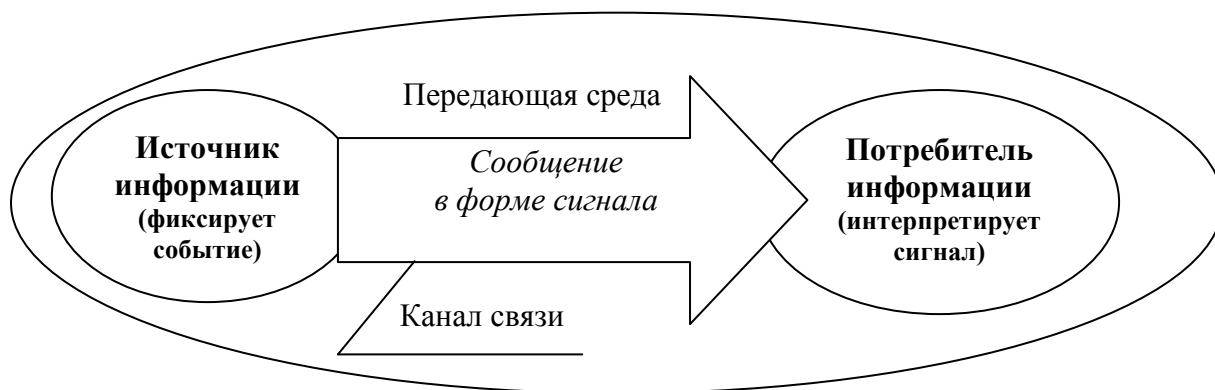 Передающая среда
Источник
информации
(фиксирует
событие)
Сообщение
в форме сигнала
Потребитель
информации
(интерпретирует
сигнал)
Канал связи